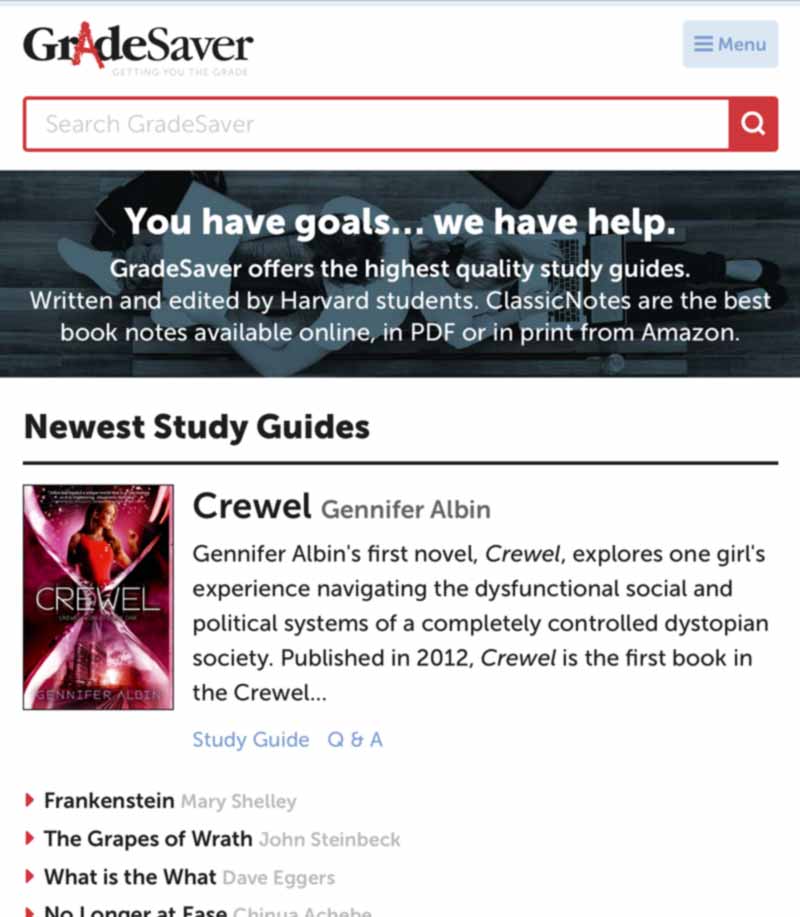 GrAdeSaver
GETTING YOU THE GRADE
Menu
Search GradeSaver
You have goals... we have help.
GradeSaver offers the highest quality study guides.
Written and edited by Harvard students. ClassicNotes are the best
book notes available online, in PDF or in print from Amazon.
Newest Study Guides
CREWEL
GENNIFER ALBIN
Crewel Gennifer Albin
Gennifer Albin's first novel, Crewel, explores one girl's
experience navigating the dysfunctional social and
political systems of a completely controlled dystopian
society. Published in 2012, Crewel is the first book in
the Crewel...
Study Guide Q & A
Frankenstein Mary Shelley
The Grapes of Wrath John Steinbeck
What is the What Dave Eggers
No Longer at Ease Chinua Achebe